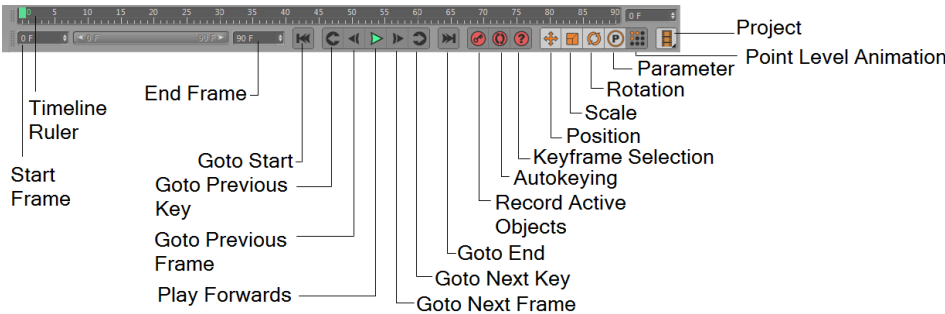 0 5 10 15 20 25 30 35 40 45 50 55 60 65 70 75 80 85 90 0 F
0 F 0 F 90 F 90 F
P
Project
Point Level Animation
Parameter
Rotation
Scale
Position
Keyframe Selection
Autokeying
Record Active
Objects
Goto End
Goto Next Key
Goto Next Frame
End Frame
Timeline
Ruler
Start
Frame
Goto Start
Goto Previous
Key
Goto Previous
Frame
Play Forwards